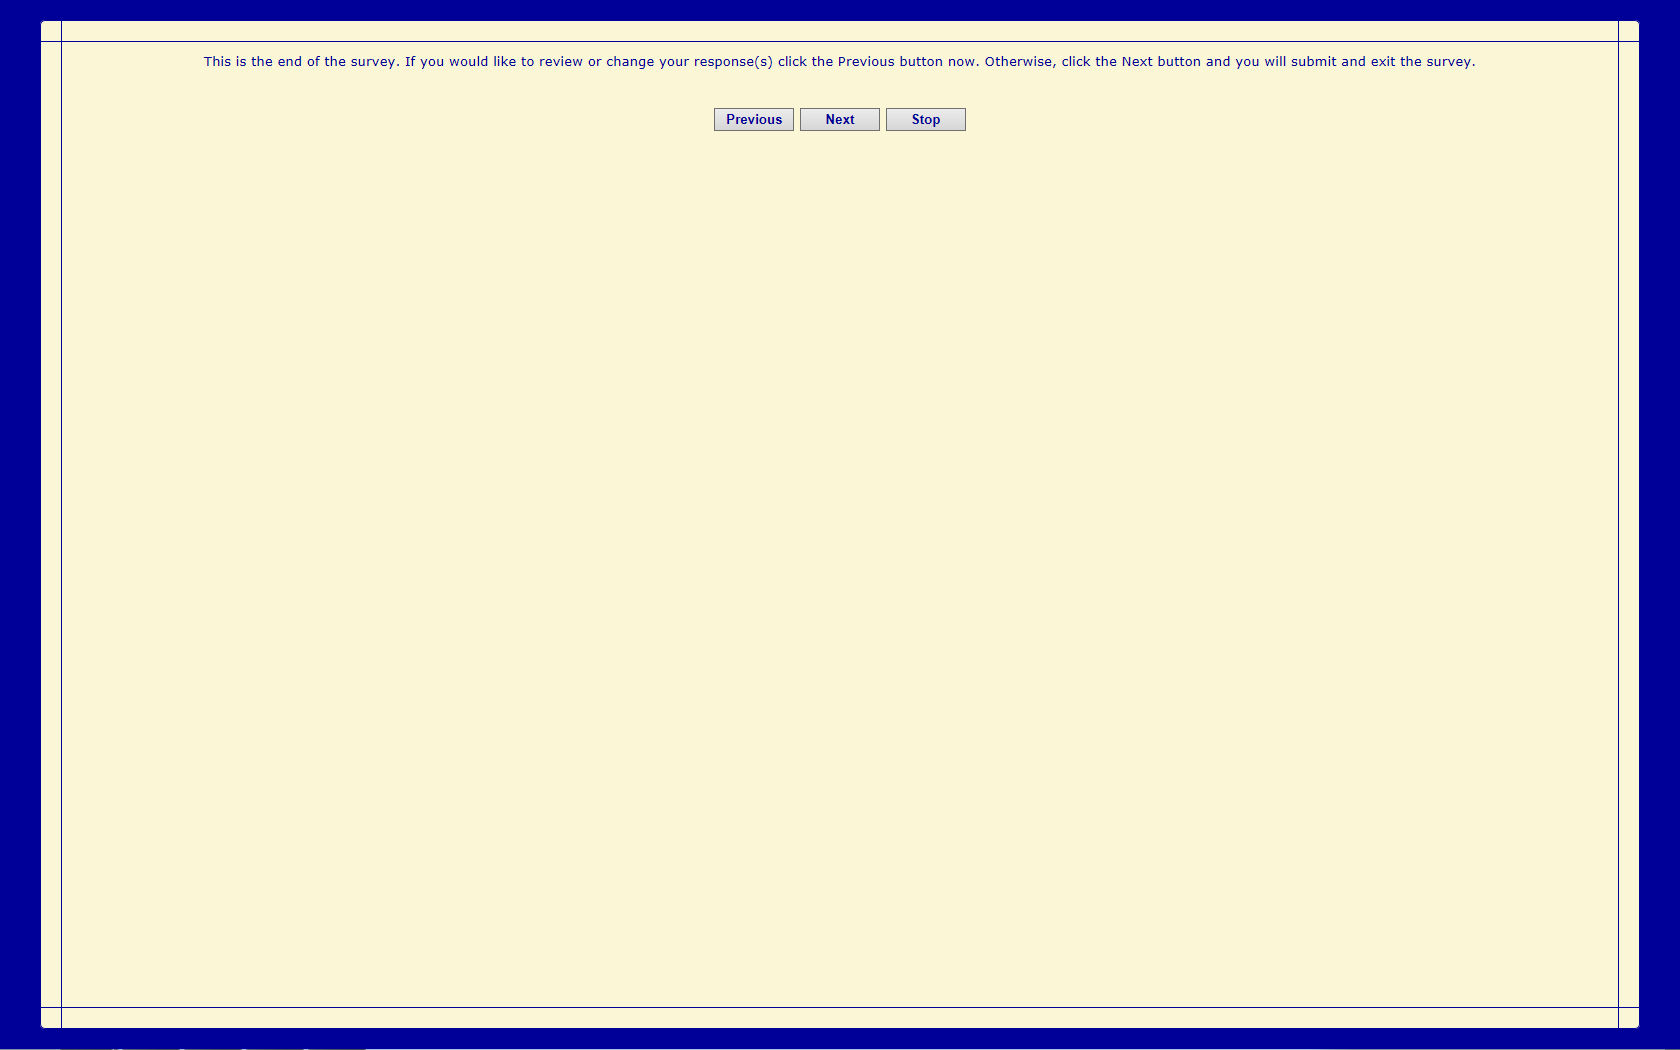 This is the end of the survey. If you would like to review or change your response(s) click the Previous button now. Otherwise, click the Next button and you will submit and exit the survey.
Previous Next Stop